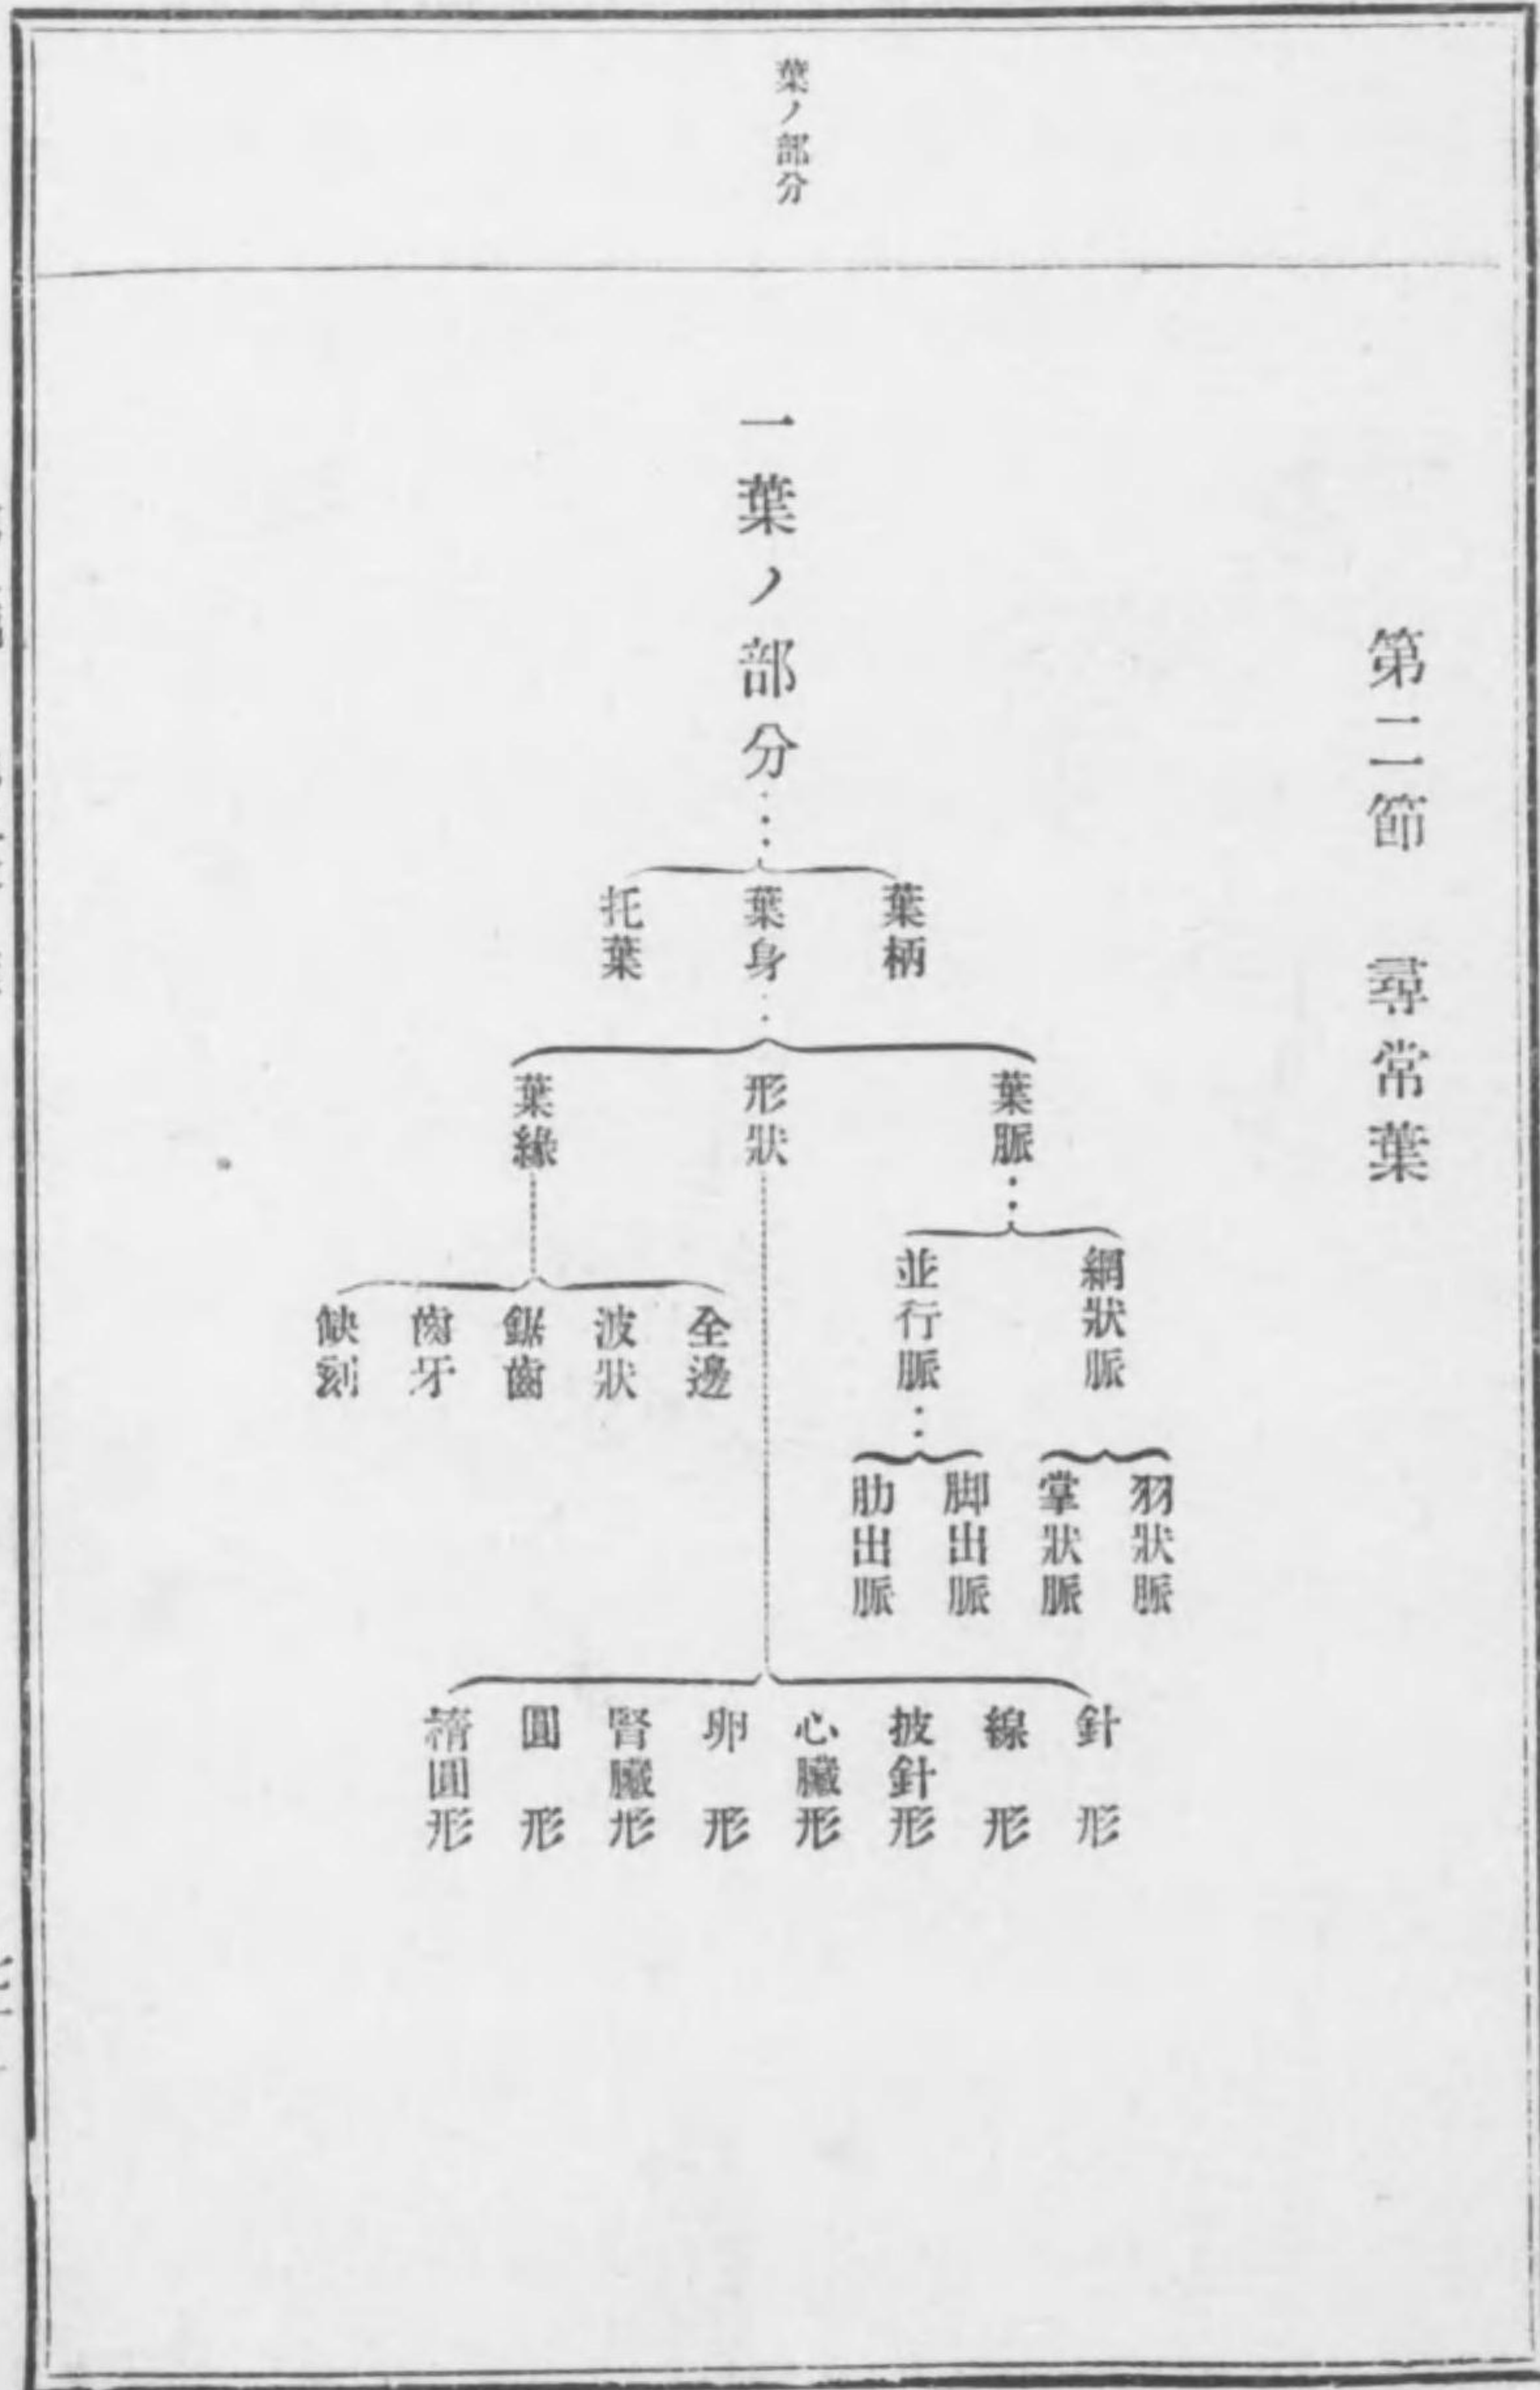 葉ノ部分
第二節　尋常葉
一葉ノ部分
葉柄
葉身
托葉
葉脈
形狀
葉緣
網狀脈
並行脈
羽狀脈
掌狀脈
脚出脈
肋出脈
全邊
波狀
鋸齒
齒牙
缺刻
針形
線形
披針形
心臟形
卵形
腎臟形
圓形
橢圓形